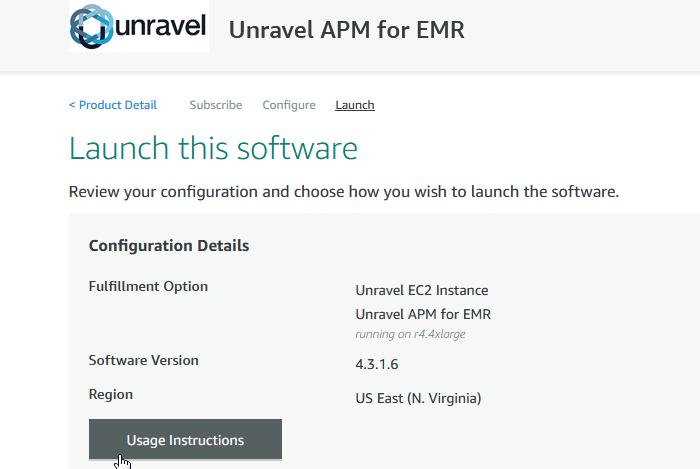 unravel Unravel APM for EMR
< Product Detail Subscribe Configure Launch
Launch this software
Review your configuration and choose how you wish to launch the software.
Configuration Details
Fulfillment Option Unravel EC2 Instance
Unravel APM for EMR
running on r4.4xlarge
Software Version 4.3.1.6
Region US East (N. Virginia)
Usage Instructions